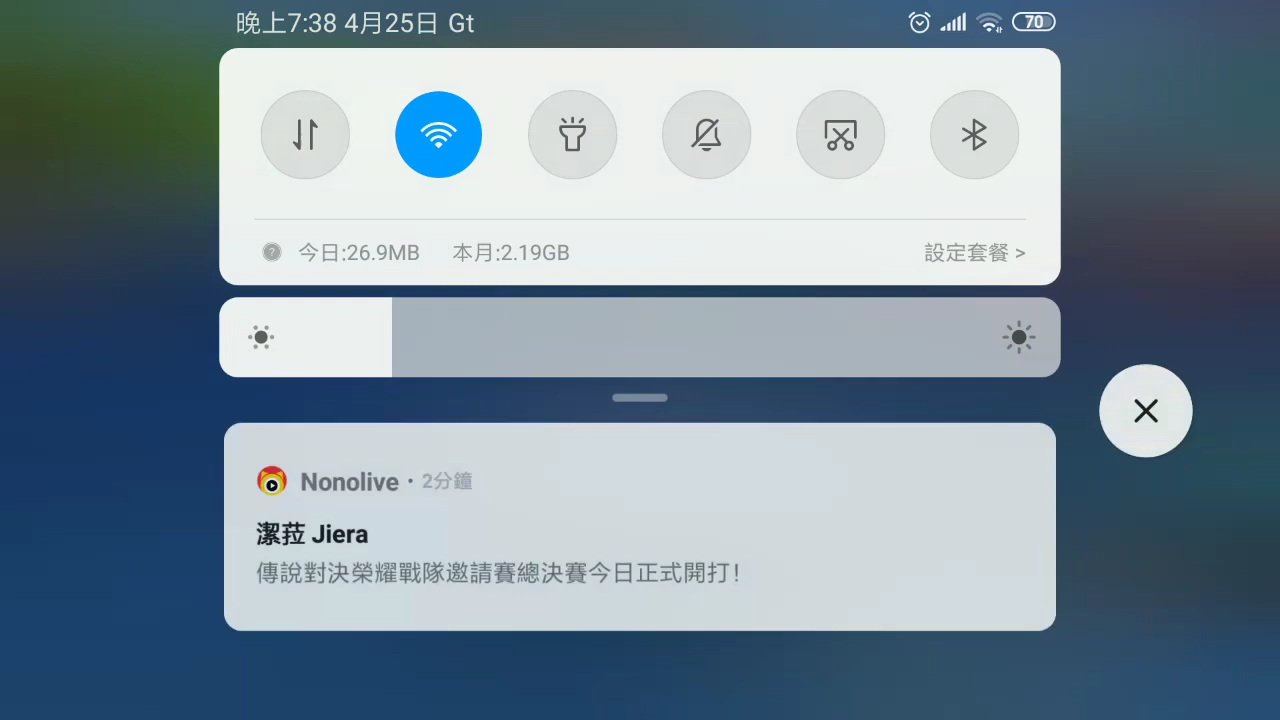 晚上7:38 4月25日 Gt
70
今日:26.9MB 本月:2.19GB 設定套餐 >
Nonolive · 2分鐘
潔菈 Jiera
傳說對決榮耀戰隊邀請賽總決賽今日正式開打!